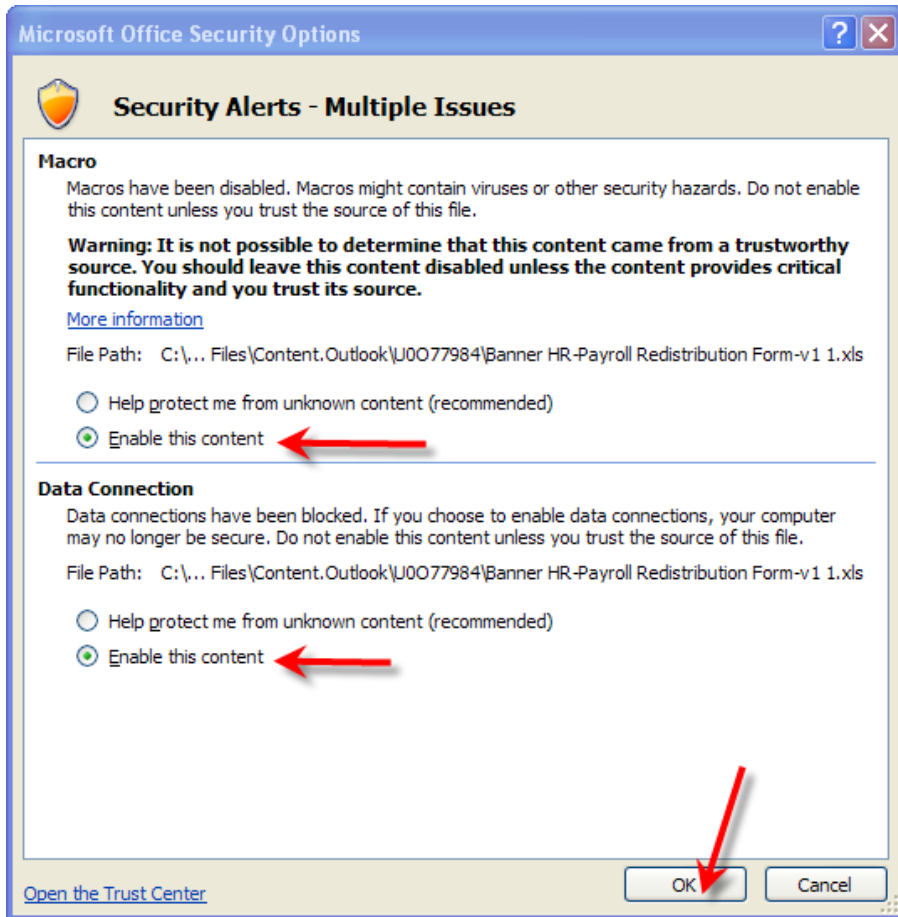 Microsoft Office Security Options
Security Alerts - Multiple Issues
Macro
Macros have been disabled. Macros might contain viruses or other security hazards. Do not enable
this content unless you trust the source of this file.
Warning: It is not possible to determine that this content came from a trustworthy
source. You should leave this content disabled unless the content provides critical
functionality and you trust its source.
More information
File Path: C:\... Files\Content.Outlook\U0O77984\Banner HR-Payroll Redistribution Form-v1 1.xls
Help protect me from unknown content (recommended)
Enable this content
Data Connection
Data connections have been blocked. If you choose to enable data connections, your computer
may no longer be secure. Do not enable this content unless you trust the source of this file.
File Path: C:\... Files\Content.Outlook\U0O77984\Banner HR-Payroll Redistribution Form-v1 1.xls
Help protect me from unknown content (recommended)
Enable this content
Open the Trust Center
OK
Cancel